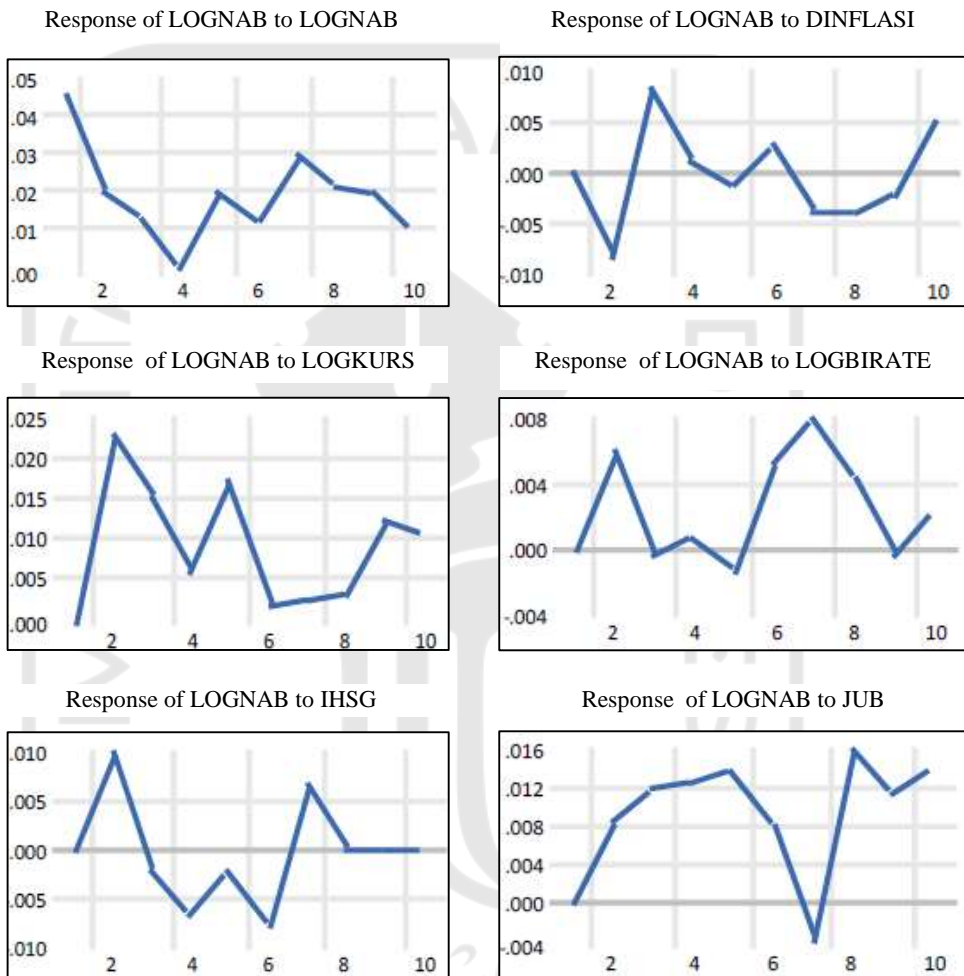 Response of LOGNAB to LOGNAB
.05
.04
.03
.02
.01
.00
2 4 6 8 10
Response of LOGNAB to DINFLASI
.010
.005
.000
-.005
-.010
2 4 6 8 10
Response of LOGNAB to LOGKURS
.025
.020
.015
.010
.005
.000
2 4 6 8 10
Response of LOGNAB to LOGBIRATE
.008
.004
.000
-.004
2 4 6 8 10
Response of LOGNAB to IHSG
.010
.005
.000
.005
-.010
2 4 6 8 10
Response of LOGNAB to JUB
.016
.012
.008
.004
.000
-.004
2 4 6 8 10